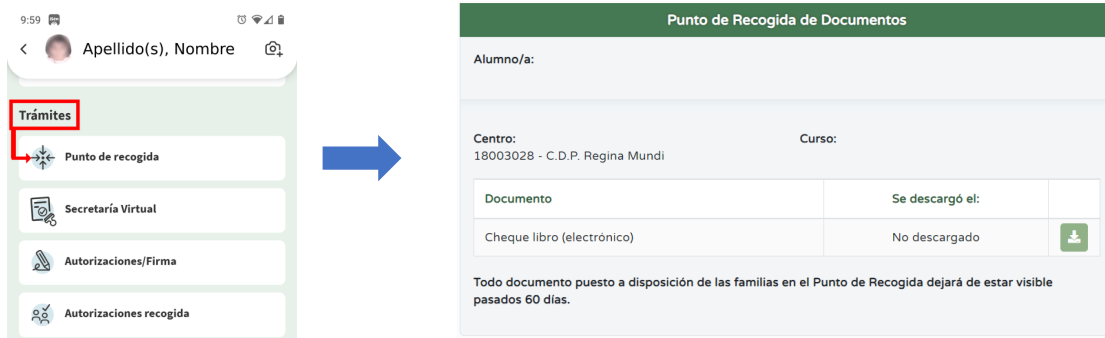 9:59
Apellido(s), Nombre
Trámites
Punto de recogida
Secretaría Virtual
Autorizaciones/Firma
Autorizaciones recogida
Punto de Recogida de Documentos
Alumno/a:
Centro: Curso:
18003028 - C.D.P. Regina Mundi
Documento Se descargó el:
Cheque libro (electrónico) No descargado
Todo documento puesto a disposición de las familias en el Punto de Recogida dejará de estar visible
pasados 60 días.